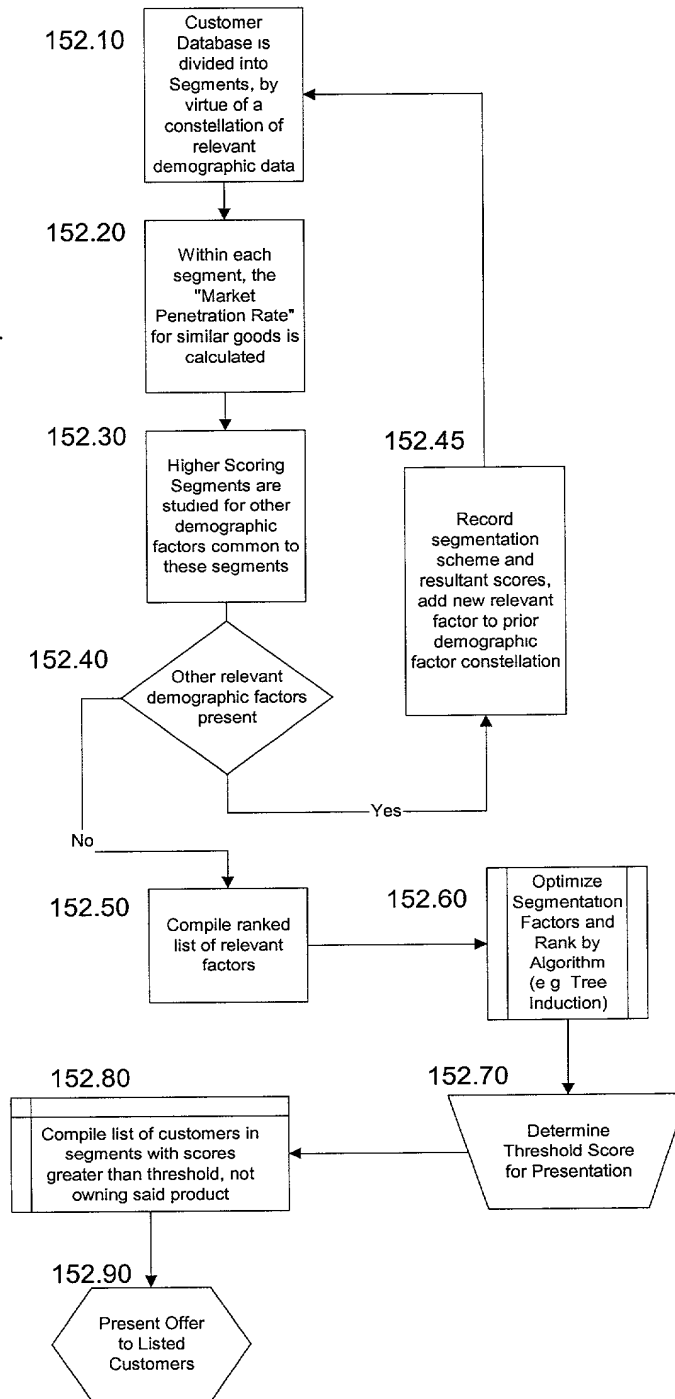 152.10
Customer
Database is
divided into
Segments, by
virtue of a
constellation of
relevant
demographic data
152.20
Within each
segment, the
"Market
Penetration Rate"
for similar goods is
calculated
152.30
Higher Scoring
Segments are
studied for other
demographic
factors common to
these segments
152.45
Record
segmentation
scheme and
resultant scores,
add new relevant
factor to prior
demographic
factor constellation
152.40
Other relevant
demographic factors
present
Yes
No
152.50
Compile ranked
list of relevant
factors
152.60
Optimize
Segmentation
Factors and
Rank by
Algorithm
(e g Tree
Induction)
152.70
Determine
Threshold Score
for Presentation
152.80
Compile list of customers in
segments with scores
greater than threshold, not
owning said product
152.90
Present Offer
to Listed
Customers